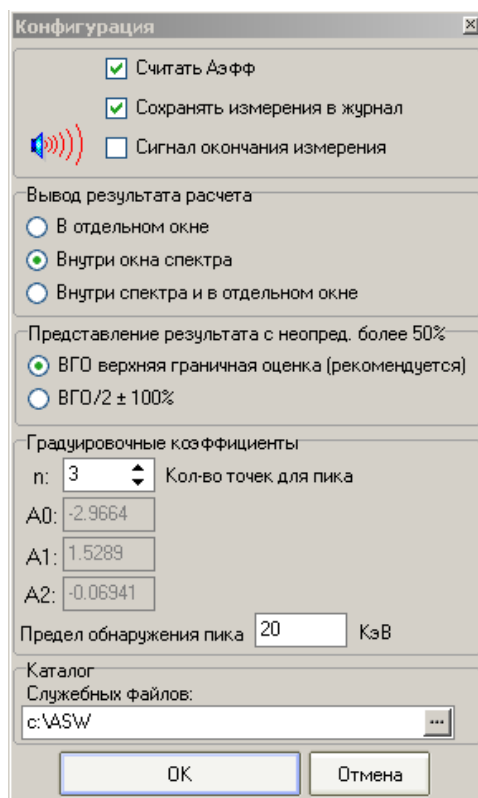 Конфигурация
Считать Аэфф
Сохранять измерения в журнал
Сигнал окончания измерения
Вывод результата расчета
В отдельном окне
Внутри окна спектра
Внутри спектра и в отдельном окне
Представление результата с неопред. более 50%
ВГО верхняя граничная оценка (рекомендуется)
ВГО/2 ± 100%
Градуировочные коэффициенты
n: 3 Кол-во точек для пика
A0: -2.9664
A1: 1.5289
A2: -0.06941
Предел обнаружения пика 20 КэВ
Каталог
Служебных файлов:
c:\ASW ...
OK Отмена